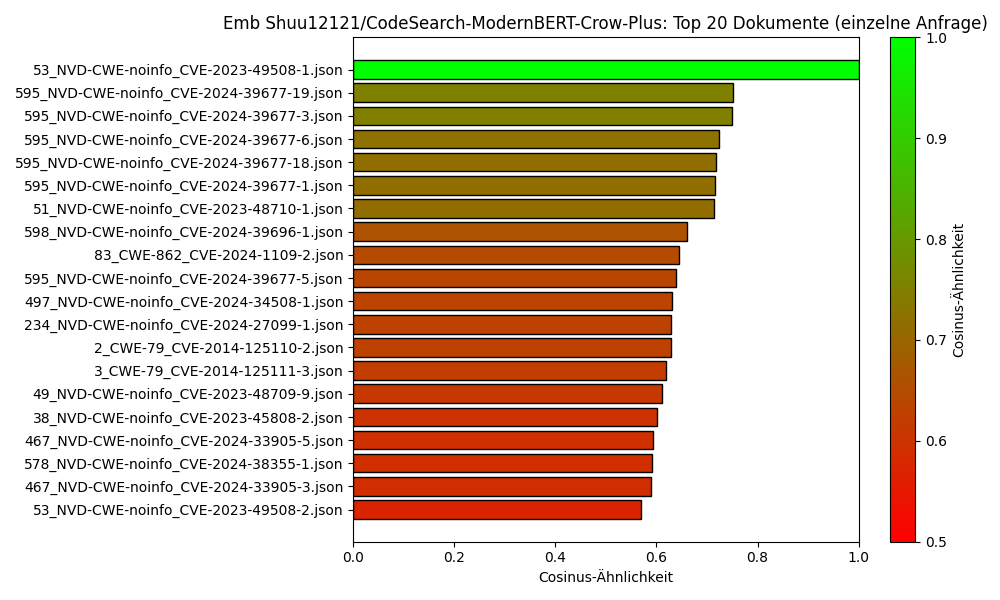 Emb Shuu12121/CodeSearch-ModernBERT-Crow-Plus: Top 20 Dokumente (einzelne Anfrage)
53_NVD-CWE-noinfo_CVE-2023-49508-1.json
595_NVD-CWE-noinfo_CVE-2024-39677-19.json
595_NVD-CWE-noinfo_CVE-2024-39677-3.json
595_NVD-CWE-noinfo_CVE-2024-39677-6.json
595_NVD-CWE-noinfo_CVE-2024-39677-18.json
595_NVD-CWE-noinfo_CVE-2024-39677-1.json
51_NVD-CWE-noinfo_CVE-2023-48710-1.json
598_NVD-CWE-noinfo_CVE-2024-39696-1.json
83_CWE-862_CVE-2024-1109-2.json
595_NVD-CWE-noinfo_CVE-2024-39677-5.json
497_NVD-CWE-noinfo_CVE-2024-34508-1.json
234_NVD-CWE-noinfo_CVE-2024-27099-1.json
2_CWE-79_CVE-2014-125110-2.json
3_CWE-79_CVE-2014-125111-3.json
49_NVD-CWE-noinfo_CVE-2023-48709-9.json
38_NVD-CWE-noinfo_CVE-2023-45808-2.json
467_NVD-CWE-noinfo_CVE-2024-33905-5.json
578_NVD-CWE-noinfo_CVE-2024-38355-1.json
467_NVD-CWE-noinfo_CVE-2024-33905-3.json
53_NVD-CWE-noinfo_CVE-2023-49508-2.json
0.0 0.2 0.4 0.6 0.8 1.0
Cosinus-Ähnlichkeit
1.0
0.9
0.8
0.7
0.6
0.5
Cosinus-Ähnlichkeit